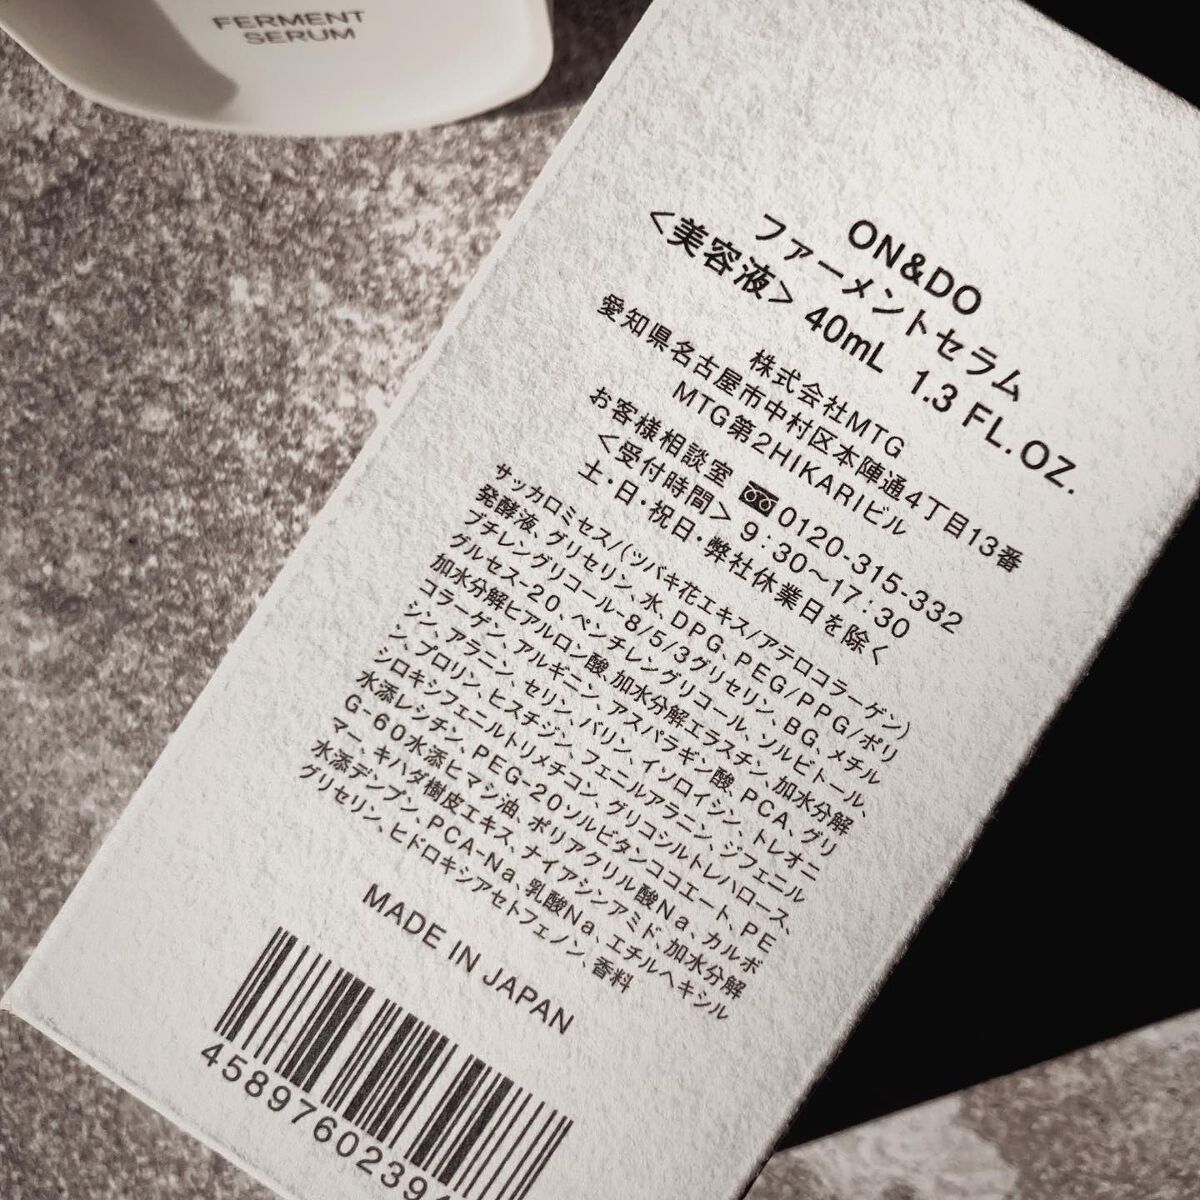 FERMENT
SERUM
ON&DO
ファーメントセラム
<美容液> 40mL 1.3 FL.OZ.
株式会社MTG
愛知県名古屋市中村区本陣通4丁目13番
MTG第2HIKARIビル
お客様相談室 0120-315-332
<受付時間> 9:30〜17:30
土・日・祝日・弊社休業日を除く
サッカロミセス/(ツバキ花エキス/アテロコラーゲン)
発酵液、グリセリン、水、DPG、PEG/PPG/ポリ
ブチレングリコール-8/5/3グリセリン、BG、メチル
グルセス-20、ペンチレングリコール、ソルビトール、
加水分解ヒアルロン酸、加水分解エラスチン、加水分解
コラーゲン、アルギニン、アスパラギン酸、PCA、グリ
シン、アラニン、セリン、バリン、イソロイシン、トレオニ
ン、プロリン、ヒスチジン、フェニルアラニン、ジフェニル
シロキシフェニルトリメチコン、グリコシルトレハロース、
水添レシチン、PEG-20ソルビタンココエート、PE
G-60水添ヒマシ油、ポリアクリル酸Na、カルボ
マー、キハダ樹皮エキス、ナイアシンアミド、加水分解
水添デンプン、PCA-Na、乳酸Na、エチルヘキシル
グリセリン、ヒドロキシアセトフェノン、香料
MADE IN JAPAN
45897602394